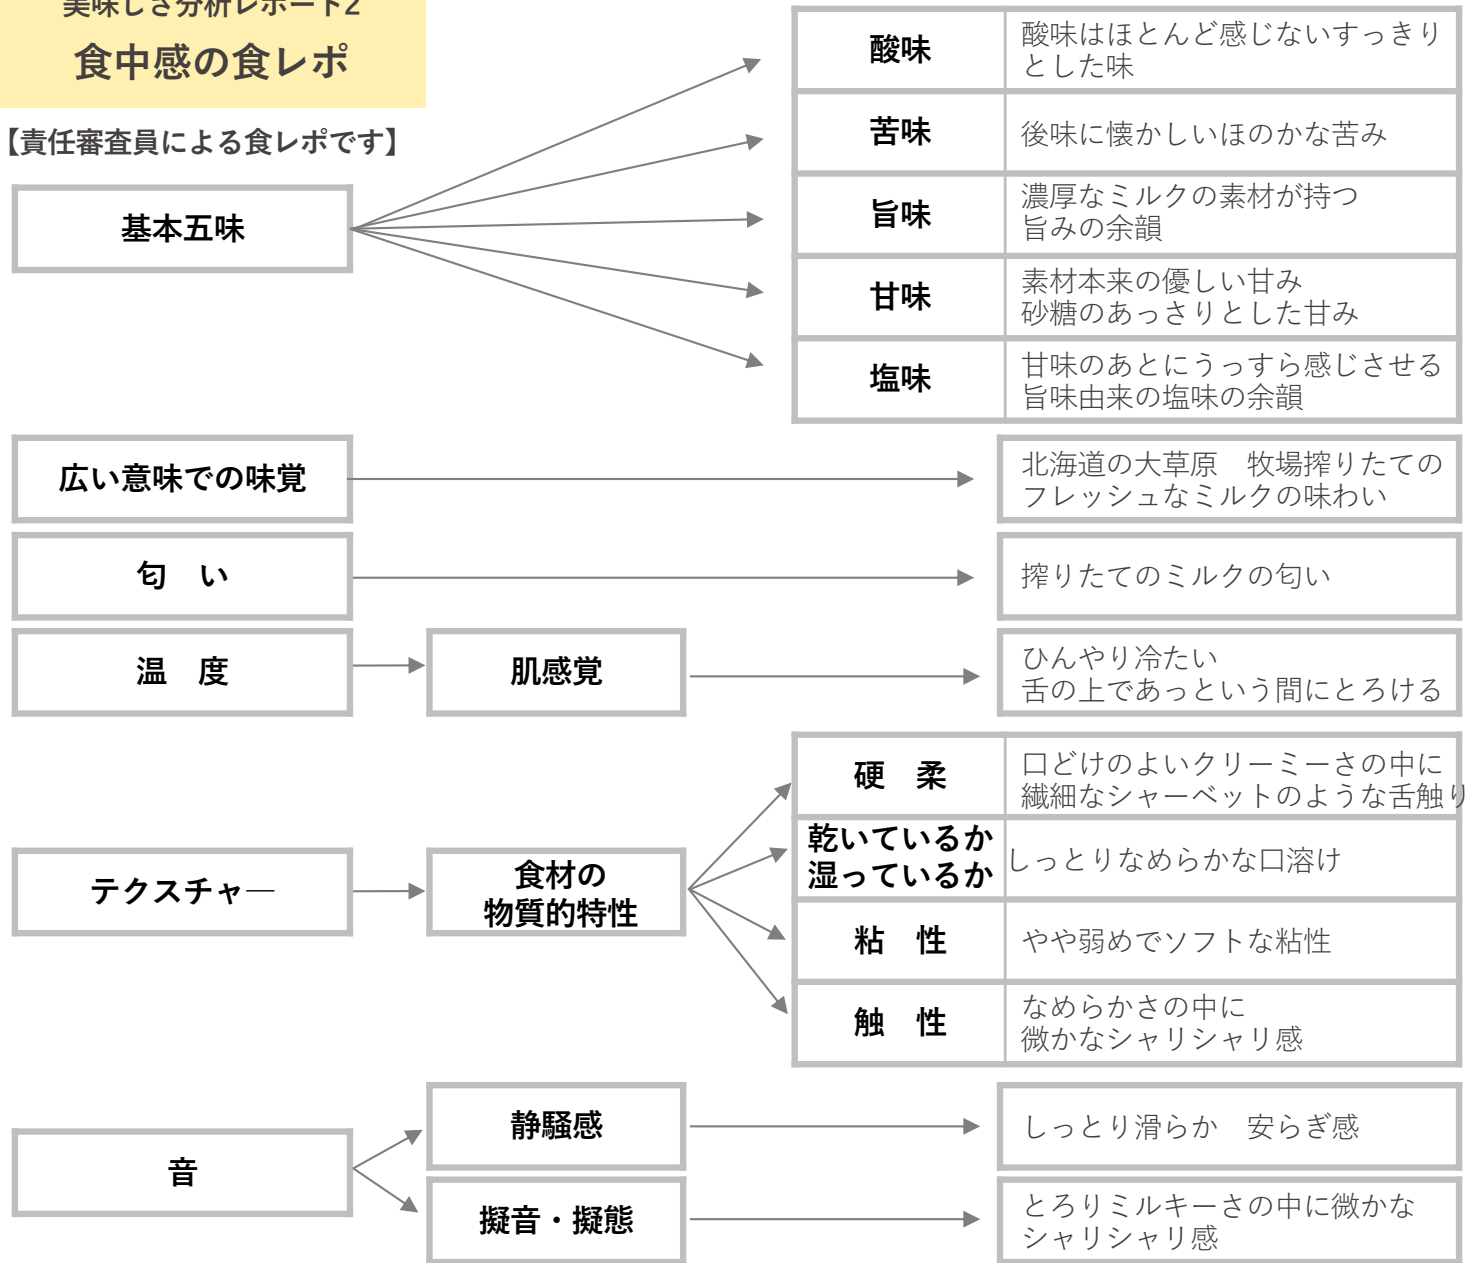 美味しさ分析レポート2
食中感の食レポ
【責任審査員による食レポです】
基本五味
酸味
酸味はほとんど感じないすっきり
とした味
苦味
後味に懐かしいほのかな苦み
旨味
濃厚なミルクの素材が持つ
旨みの余韻
甘味
素材本来の優しい甘み
砂糖のあっさりとした甘み
塩味
甘味のあとにうっすら感じさせる
旨味由来の塩味の余韻
広い意味での味覚
北海道の大草原　牧場搾りたての
フレッシュなミルクの味わい
匂　い
搾りたてのミルクの匂い
温　度
肌感覚
ひんやり冷たい
舌の上であっという間にとろける
テクスチャ―
食材の
物質的特性
硬　柔
口どけのよいクリーミーさの中に
繊細なシャーベットのような舌触り
乾いているか
湿っているか
しっとりなめらかな口溶け
粘　性
やや弱めでソフトな粘性
触　性
なめらかさの中に
微かなシャリシャリ感
音
静騒感
しっとり滑らか　安らぎ感
擬音・擬態
とろりミルキーさの中に微かな
シャリシャリ感